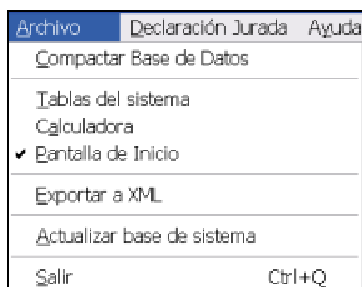 Archivo Declaración Jurada Ayuda
Compactar Base de Datos
Tablas del sistema
Calculadora
✔ Pantalla de Inicio
Exportar a XML
Actualizar base de sistema
Salir Ctrl+Q